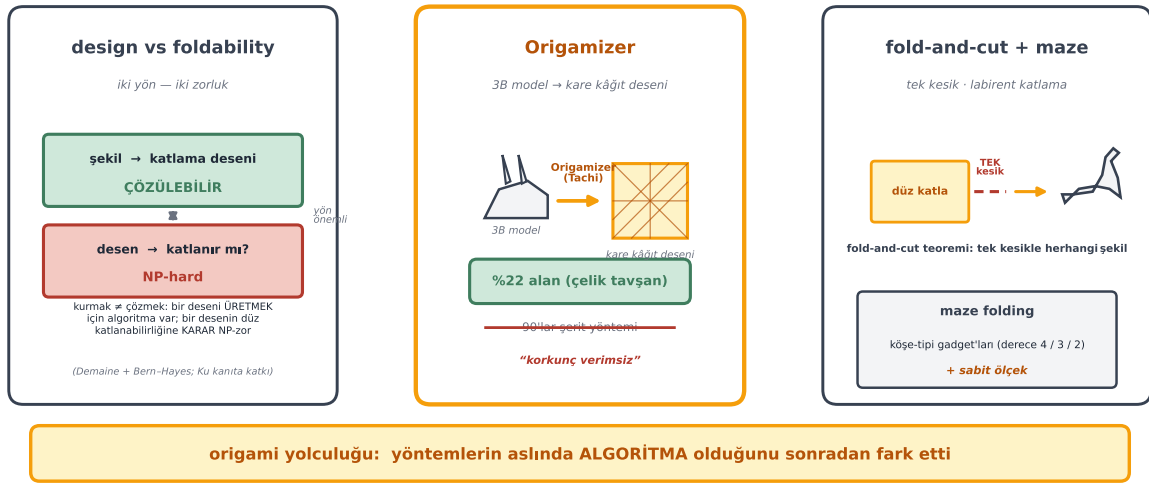 design vs foldability
iki yön — iki zorluk
şekil → katlama deseni
ÇÖZÜLEBİLİR
yön
önemli
desen → katlanır mı?
NP-hard
kurmak ≠ çözmek: bir deseni ÜRETMEK
için algoritma var; bir desenin düz
katlanabilirliğine KARAR NP-zor
(Demaine + Bern–Hayes; Ku kanıta katkı)
Origamizer
3B model → kare kâğıt deseni
Origamizer
(Tachi)
3B model
kare kâğıt deseni
%22 alan (çelik tavşan)
90'lar şerit yöntemi
“korkunç verimsiz”
fold-and-cut + maze
tek kesik · labirent katlama
düz katla
TEK
kesik
fold-and-cut teoremi: tek kesikle herhangi şekil
maze folding
köşe-tipi gadget'ları (derece 4 / 3 / 2)
+ sabit ölçek
origami yolculuğu: yöntemlerin aslında ALGORİTMA olduğunu sonradan fark etti